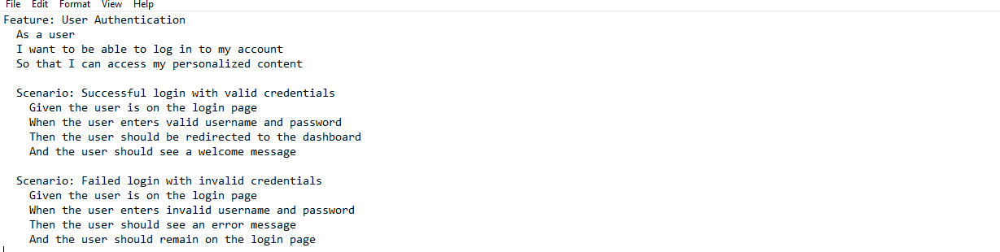 File Edit Format View Help
Feature: User Authentication
As a user
I want to be able to log in to my account
So that I can access my personalized content
Scenario: Successful login with valid credentials
Given the user is on the login page
When the user enters valid username and password
Then the user should be redirected to the dashboard
And the user should see a welcome message
Scenario: Failed login with invalid credentials
Given the user is on the login page
When the user enters invalid username and password
Then the user should see an error message
And the user should remain on the login page